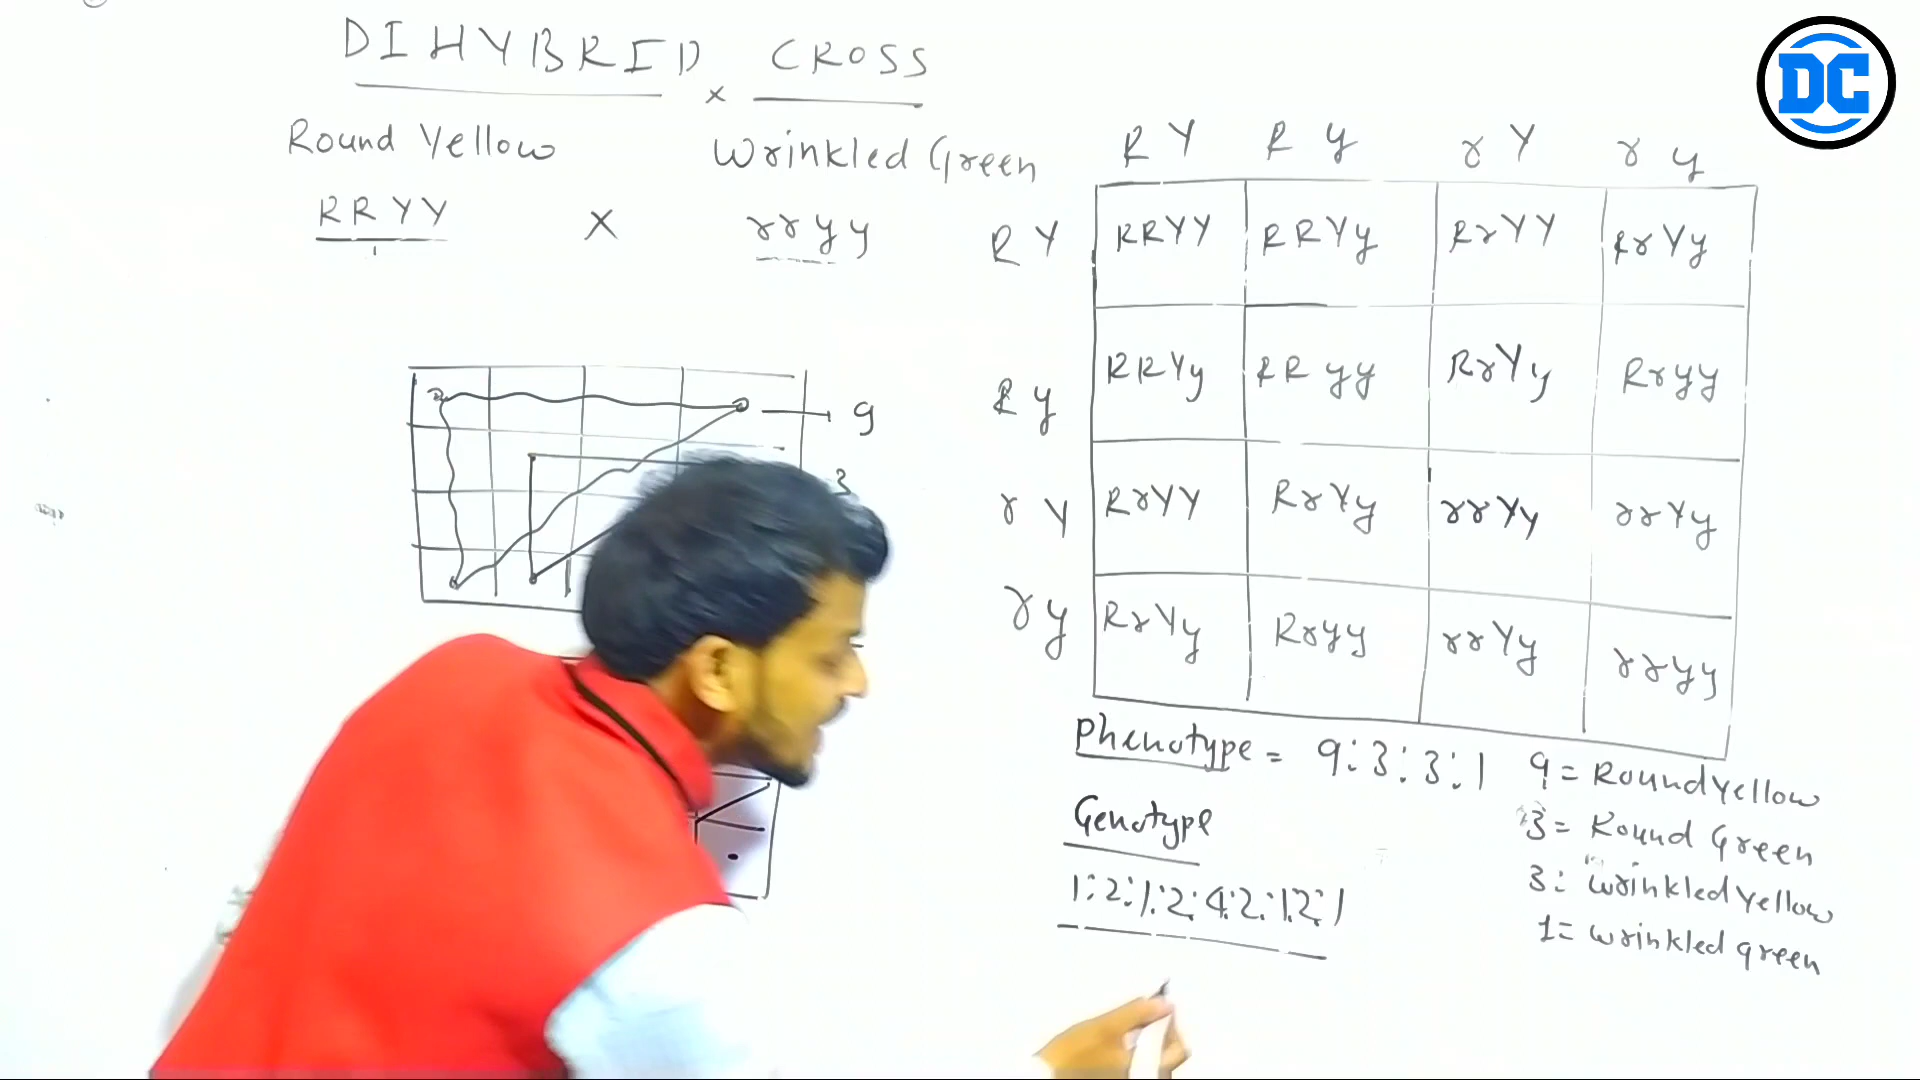 DIHYBRID CROSS
×
Round Yellow Wrinkled Green
RRYY X rryy
9
3
DC
RY Ry rY ry
RY RRYY RRYy RrYY RrYy
Ry RRYy RRyy RrYy Rryy
rY RrYY RrYy rrYy rrYy
ry RrYy Rryy rrYy rryy
Phenotype = 9:3:3:1
Genotype
1:2:1:2:4:2:1:2:1
9 = Round Yellow
3 = Round Green
3: Wrinkled Yellow
1 = wrinkled green